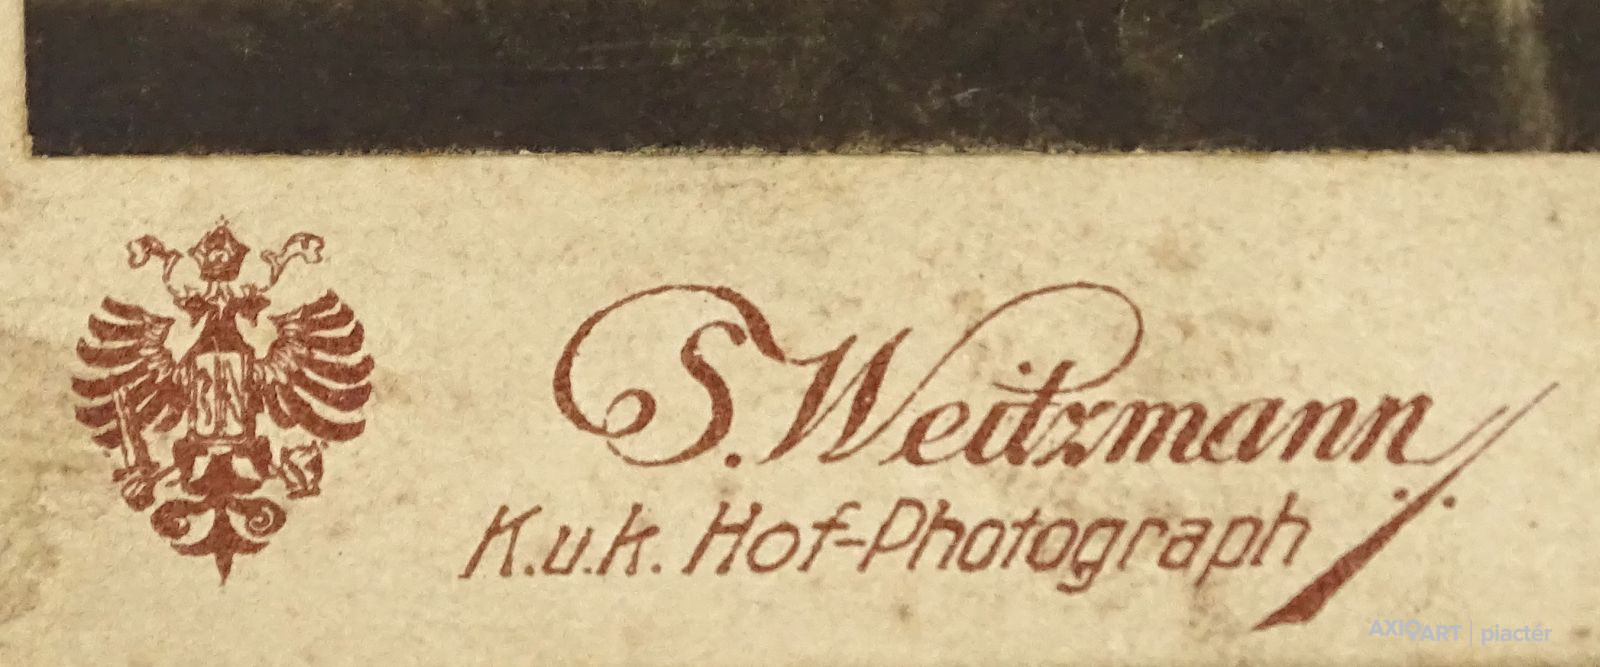 S. Weitzmann
K.u.k. Hof-Photograph
AXIOART | piactér